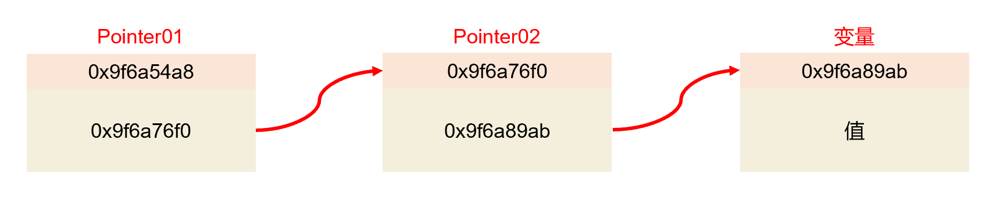 Pointer01
0x9f6a54a8
0x9f6a76f0
Pointer02
0x9f6a76f0
0x9f6a89ab
变量
0x9f6a89ab
值